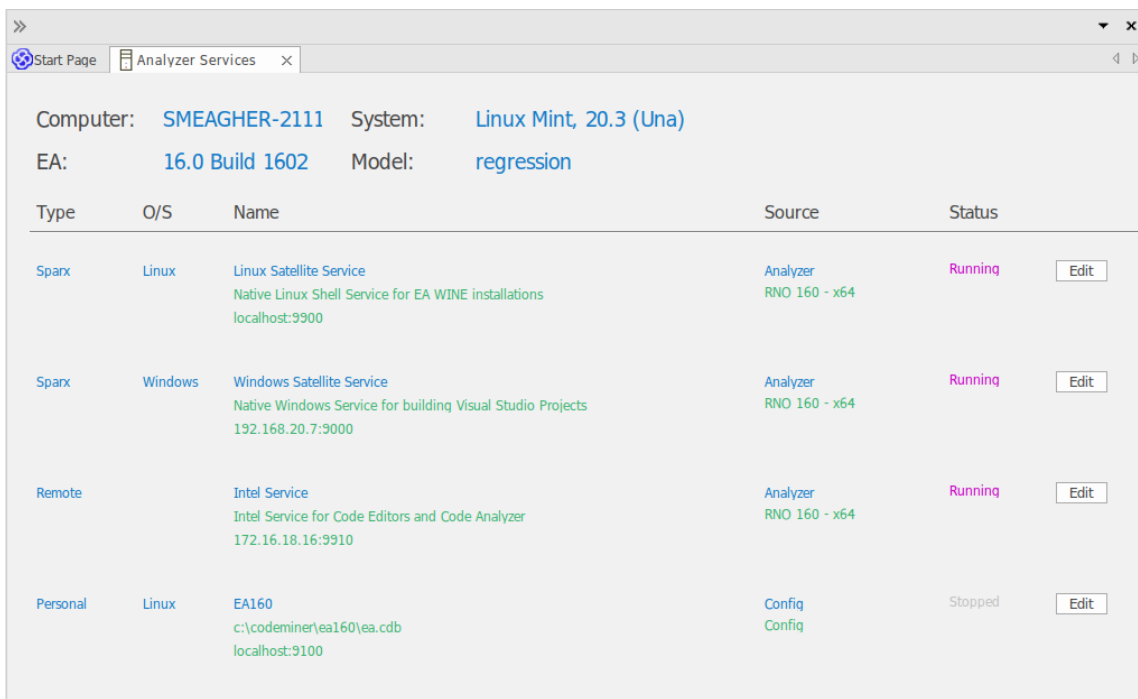 Start Page Analyzer Services
Computer: SMEAGHER-2111 System: Linux Mint, 20.3 (Una)
EA: 16.0 Build 1602 Model: regression
Type O/S Name Source Status
Sparx Linux Linux Satellite Service Analyzer Running Edit
Native Linux Shell Service for EA WINE installations RNO 160 - x64
localhost:9900
Sparx Windows Windows Satellite Service Analyzer Running Edit
Native Windows Service for building Visual Studio Projects RNO 160 - x64
192.168.20.7:9000
Remote Intel Service Analyzer Running Edit
Intel Service for Code Editors and Code Analyzer RNO 160 - x64
172.16.18.16:9910
Personal Linux EA160 Config Stopped Edit
c:\codeminer\ea160\ea.cdb Config
localhost:9100